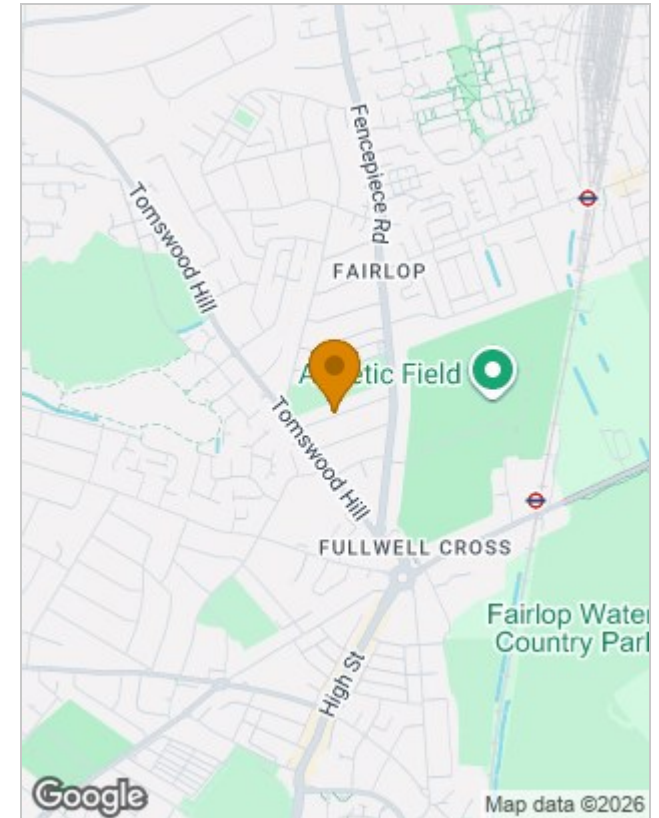 Fencepiece Rd
Tomswood Hill
FAIRLOP
Athletic Field
Tomswood Hill
FULLWELL CROSS
Fairlop Water
Country Parl
High St
Google
Map data ©2026